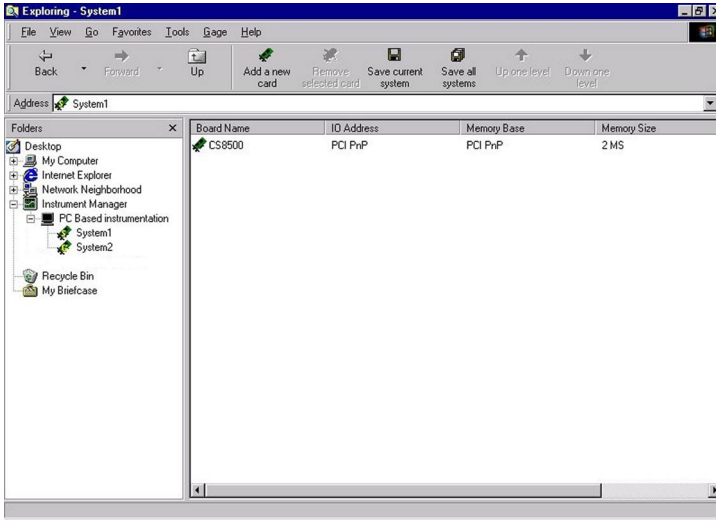 Exploring - System1
File View Go Favorites Tools Gage Help
Back Forward Up Add a new card Remove selected card Save current system Save all systems Up one level Down one level
Address System1
Folders
Board Name IO Address Memory Base Memory Size
CS8500 PCI PnP PCI PnP 2 MS
Desktop
My Computer
Internet Explorer
Network Neighborhood
Instrument Manager
PC Based instrumentation
System1
System2
Recycle Bin
My Briefcase